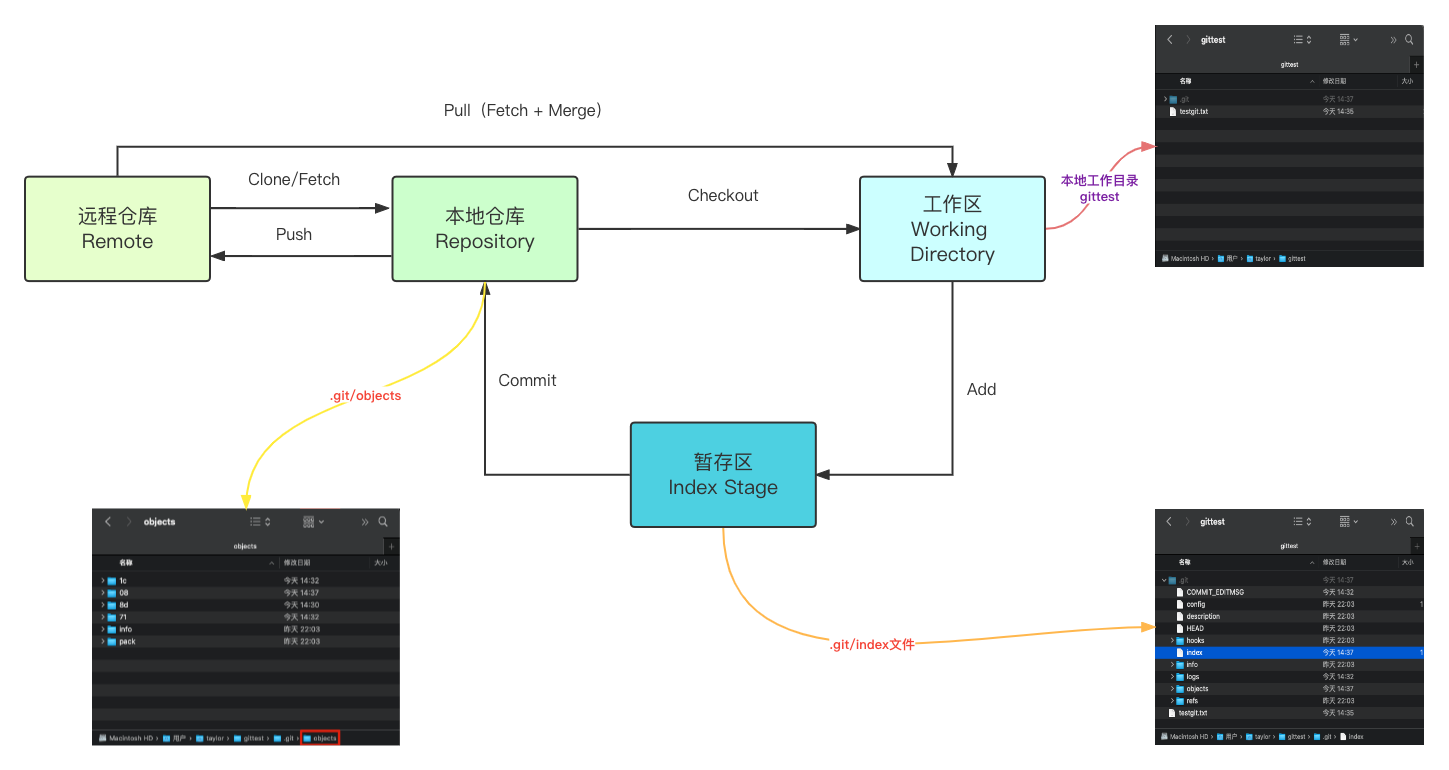 Pull（Fetch + Merge）
远程仓库
Remote
Clone/Fetch
Push
本地仓库
Repository
Checkout
工作区
Working
Directory
本地工作目录
gittest
gittest
gittest
名称 修改日期 大小
.git 今天 14:37
testgit.txt 今天 14:35
Macintosh HD › 用户 › taylor › gittest
Commit
Add
.git/objects
暂存区
Index Stage
.git/index文件
objects
objects
名称 修改日期 大小
1c 今天 14:32
08 今天 14:37
8d 今天 14:30
71 今天 14:32
info 昨天 22:03
pack 昨天 22:03
Macintosh HD › 用户 › taylor › gittest › .git › objects
gittest
gittest
名称 修改日期 大小
.git 今天 14:37
COMMIT_EDITMSG 今天 14:32
config 昨天 22:03 1
description 昨天 22:03
HEAD 昨天 22:03
hooks 昨天 22:03
index 今天 14:37 1
info 昨天 22:03
logs 今天 14:32
objects 今天 14:37
refs 昨天 22:03
testgit.txt 今天 14:35
Macintosh HD › 用户 › taylor › gittest › .git › index